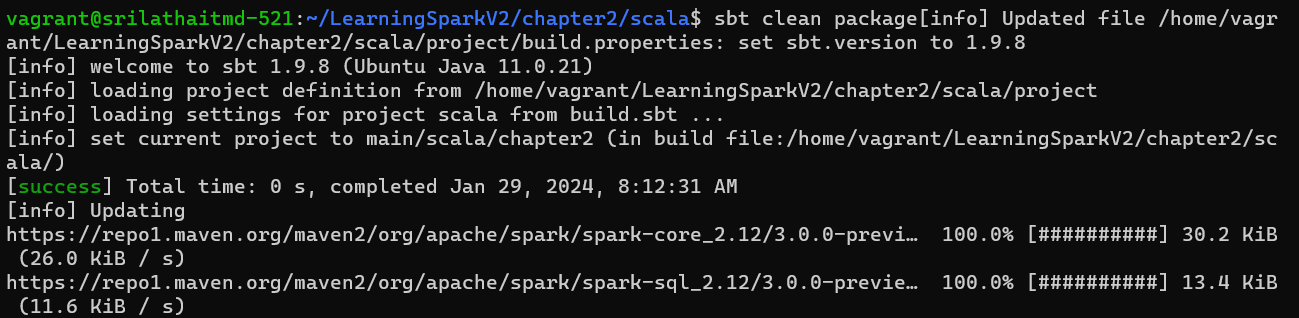 vagrant@srilathaitmd-521:~/LearningSparkV2/chapter2/scala$ sbt clean package[info] Updated file /home/vagr
ant/LearningSparkV2/chapter2/scala/project/build.properties: set sbt.version to 1.9.8
[info] welcome to sbt 1.9.8 (Ubuntu Java 11.0.21)
[info] loading project definition from /home/vagrant/LearningSparkV2/chapter2/scala/project
[info] loading settings for project scala from build.sbt ...
[info] set current project to main/scala/chapter2 (in build file:/home/vagrant/LearningSparkV2/chapter2/sc
ala/)
[success] Total time: 0 s, completed Jan 29, 2024, 8:12:31 AM
[info] Updating
https://repo1.maven.org/maven2/org/apache/spark/spark-core_2.12/3.0.0-previ… 100.0% [##########] 30.2 KiB
(26.0 KiB / s)
https://repo1.maven.org/maven2/org/apache/spark/spark-sql_2.12/3.0.0-previe… 100.0% [##########] 13.4 KiB
(11.6 KiB / s)